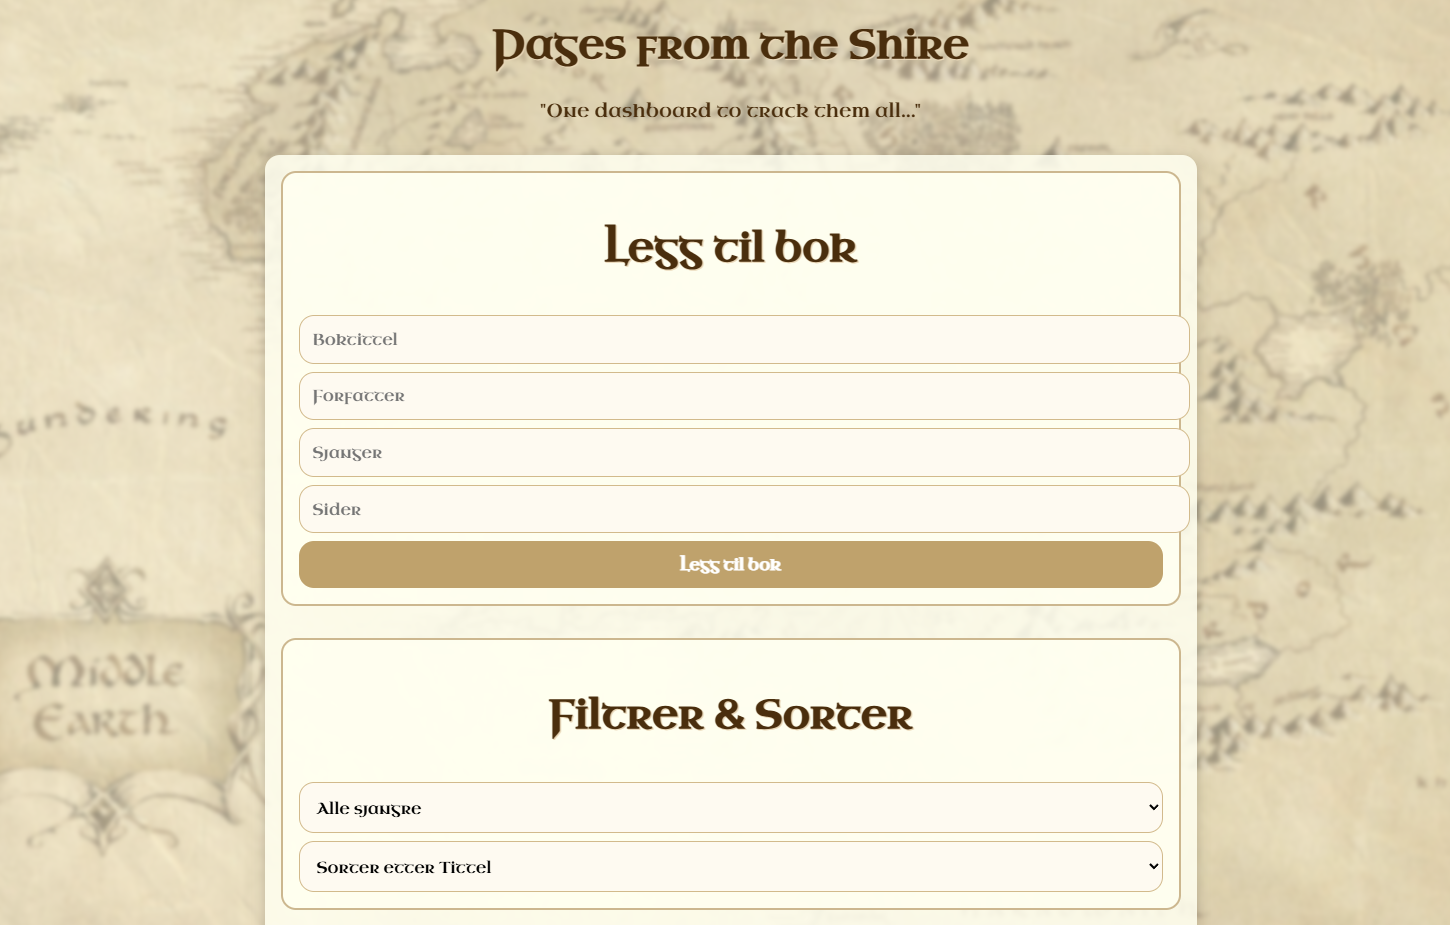 Pages from the Shire
"One dashboard to track them all..."
Legg til bok
Boktittel
Forfatter
Sjanger
Sider
Legg til bok
undering
Middle
Earth
Filtrer & Sorter
Alle sjangre
Sorter etter Tittel